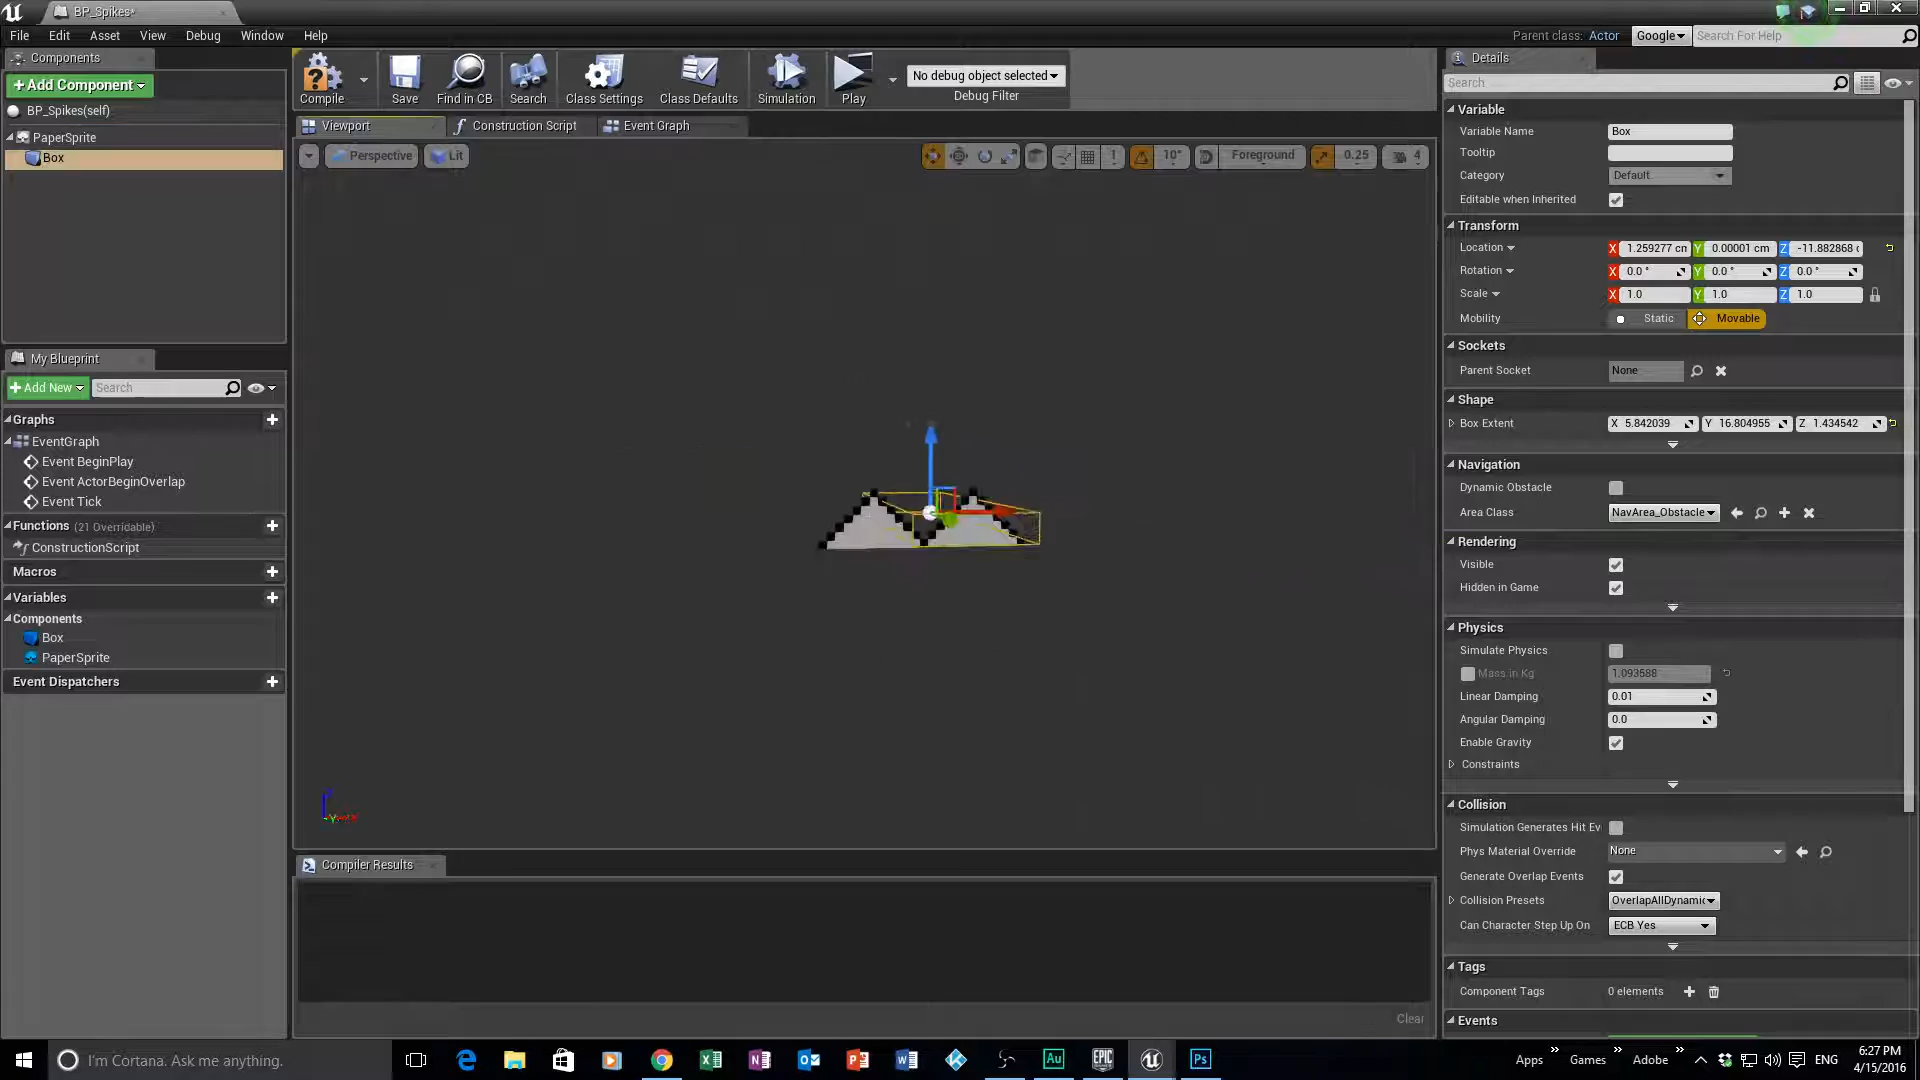 BP_Spikes*
File Edit Asset View Debug Window Help
Parent class: Actor Google Search For Help
Components
+Add Component
BP_Spikes(self)
PaperSprite
Box
Compile Save Find in CB Search Class Settings Class Defaults Simulation Play
No debug object selected
Debug Filter
Viewport Construction Script Event Graph
Perspective Lit
1 10° Foreground 0.25 4
My Blueprint
+Add New Search
Graphs
EventGraph
Event BeginPlay
Event ActorBeginOverlap
Event Tick
Functions (21 Overridable)
ConstructionScript
Macros
Variables
Components
Box
PaperSprite
Event Dispatchers
Compiler Results
Clear
Details
Search
Variable
Variable Name Box
Tooltip
Category Default
Editable when Inherited
Transform
Location X 1.259277 cm Y 0.00001 cm Z -11.882868
Rotation X 0.0 ° Y 0.0 ° Z 0.0 °
Scale X 1.0 Y 1.0 Z 1.0
Mobility Static Movable
Sockets
Parent Socket None
Shape
Box Extent X 5.842039 Y 16.804955 Z 1.434542
Navigation
Dynamic Obstacle
Area Class NavArea_Obstacle
Rendering
Visible
Hidden in Game
Physics
Simulate Physics
Mass in Kg 1.093588
Linear Damping 0.01
Angular Damping 0.0
Enable Gravity
Constraints
Collision
Simulation Generates Hit Ev
Phys Material Override None
Generate Overlap Events
Collision Presets OverlapAllDynamic
Can Character Step Up On ECB Yes
Tags
Component Tags 0 elements
Events
I'm Cortana. Ask me anything.
Au EPIC GAMES Ps
Apps » Games » Adobe » ENG
6:27 PM
4/15/2016